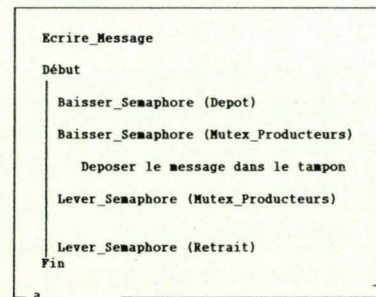 Ecrire_Message
Début
Baisser_Semaphore (Depot)
Baisser_Semaphore (Mutex_Producteurs)
Deposer le message dans le tampon
Lever_Semaphore (Mutex_Producteurs)
Lever_Semaphore (Retrait)
Fin
a